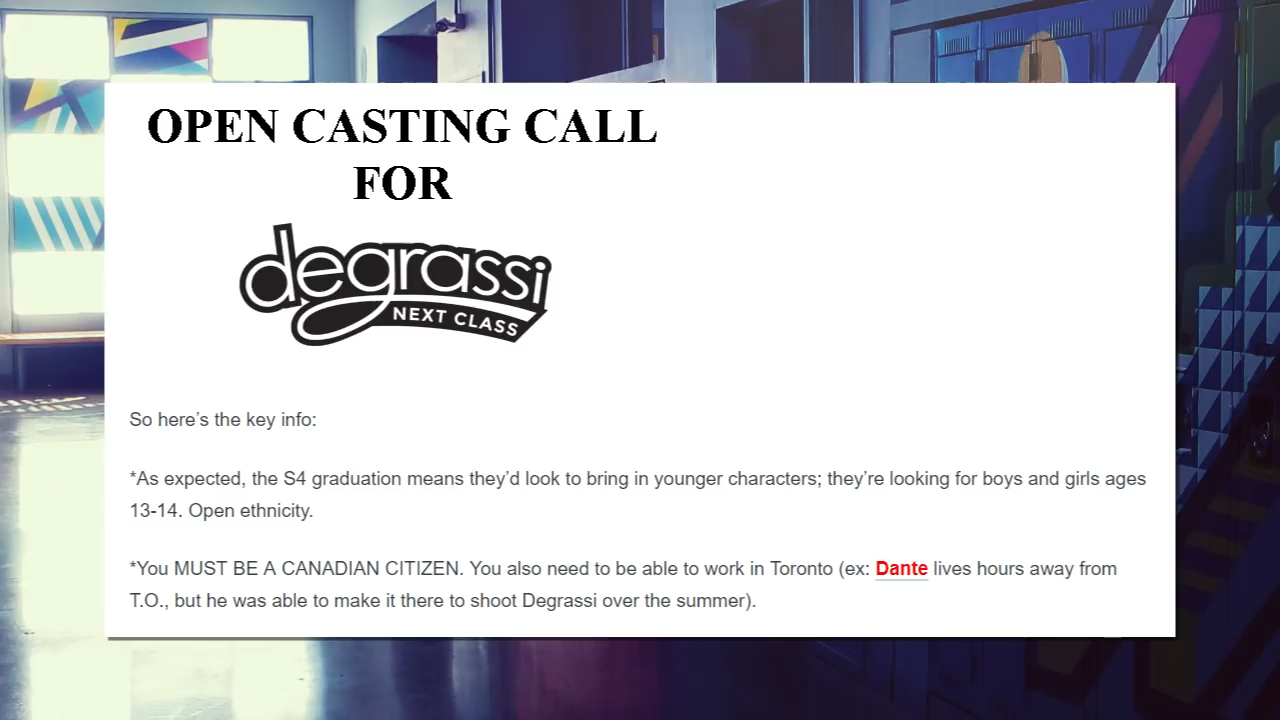 OPEN CASTING CALL
FOR
degrassi
NEXT CLASS
So here’s the key info:
*As expected, the S4 graduation means they’d look to bring in younger characters; they’re looking for boys and girls ages
13-14. Open ethnicity.
*You MUST BE A CANADIAN CITIZEN. You also need to be able to work in Toronto (ex: Dante lives hours away from
T.O., but he was able to make it there to shoot Degrassi over the summer).